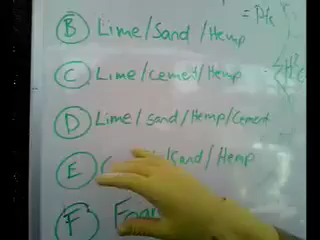 = P/s
B Lime/Sand/Hemp
C Lime/Cement/Hemp
D Lime/Sand/Hemp/Cement
E /Sand/Hemp
F